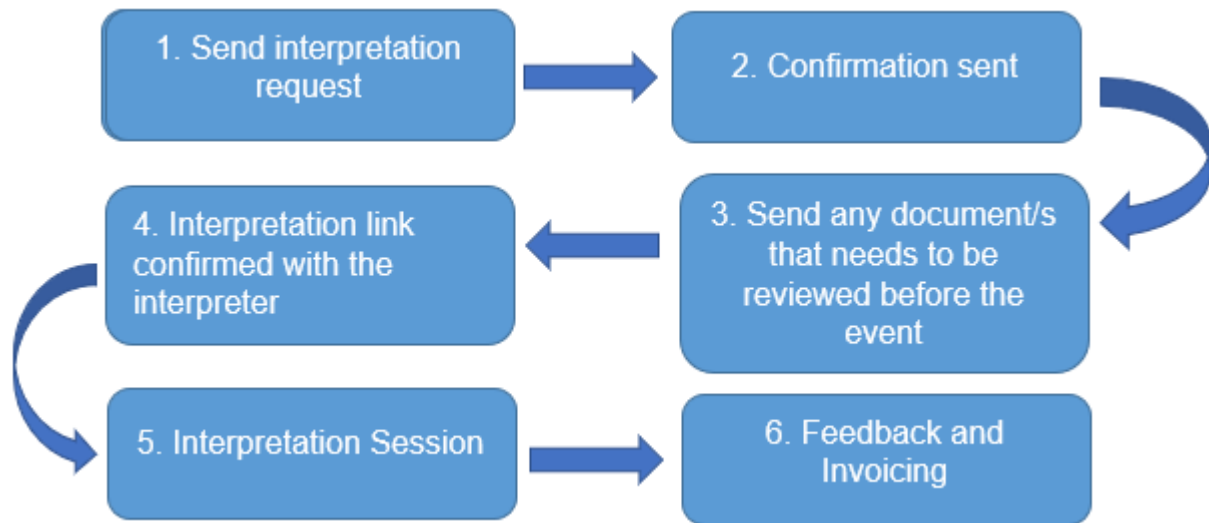 1. Send interpretation
request
2. Confirmation sent
3. Send any document/s
that needs to be
reviewed before the
event
4. Interpretation link
confirmed with the
interpreter
5. Interpretation Session
6. Feedback and
Invoicing